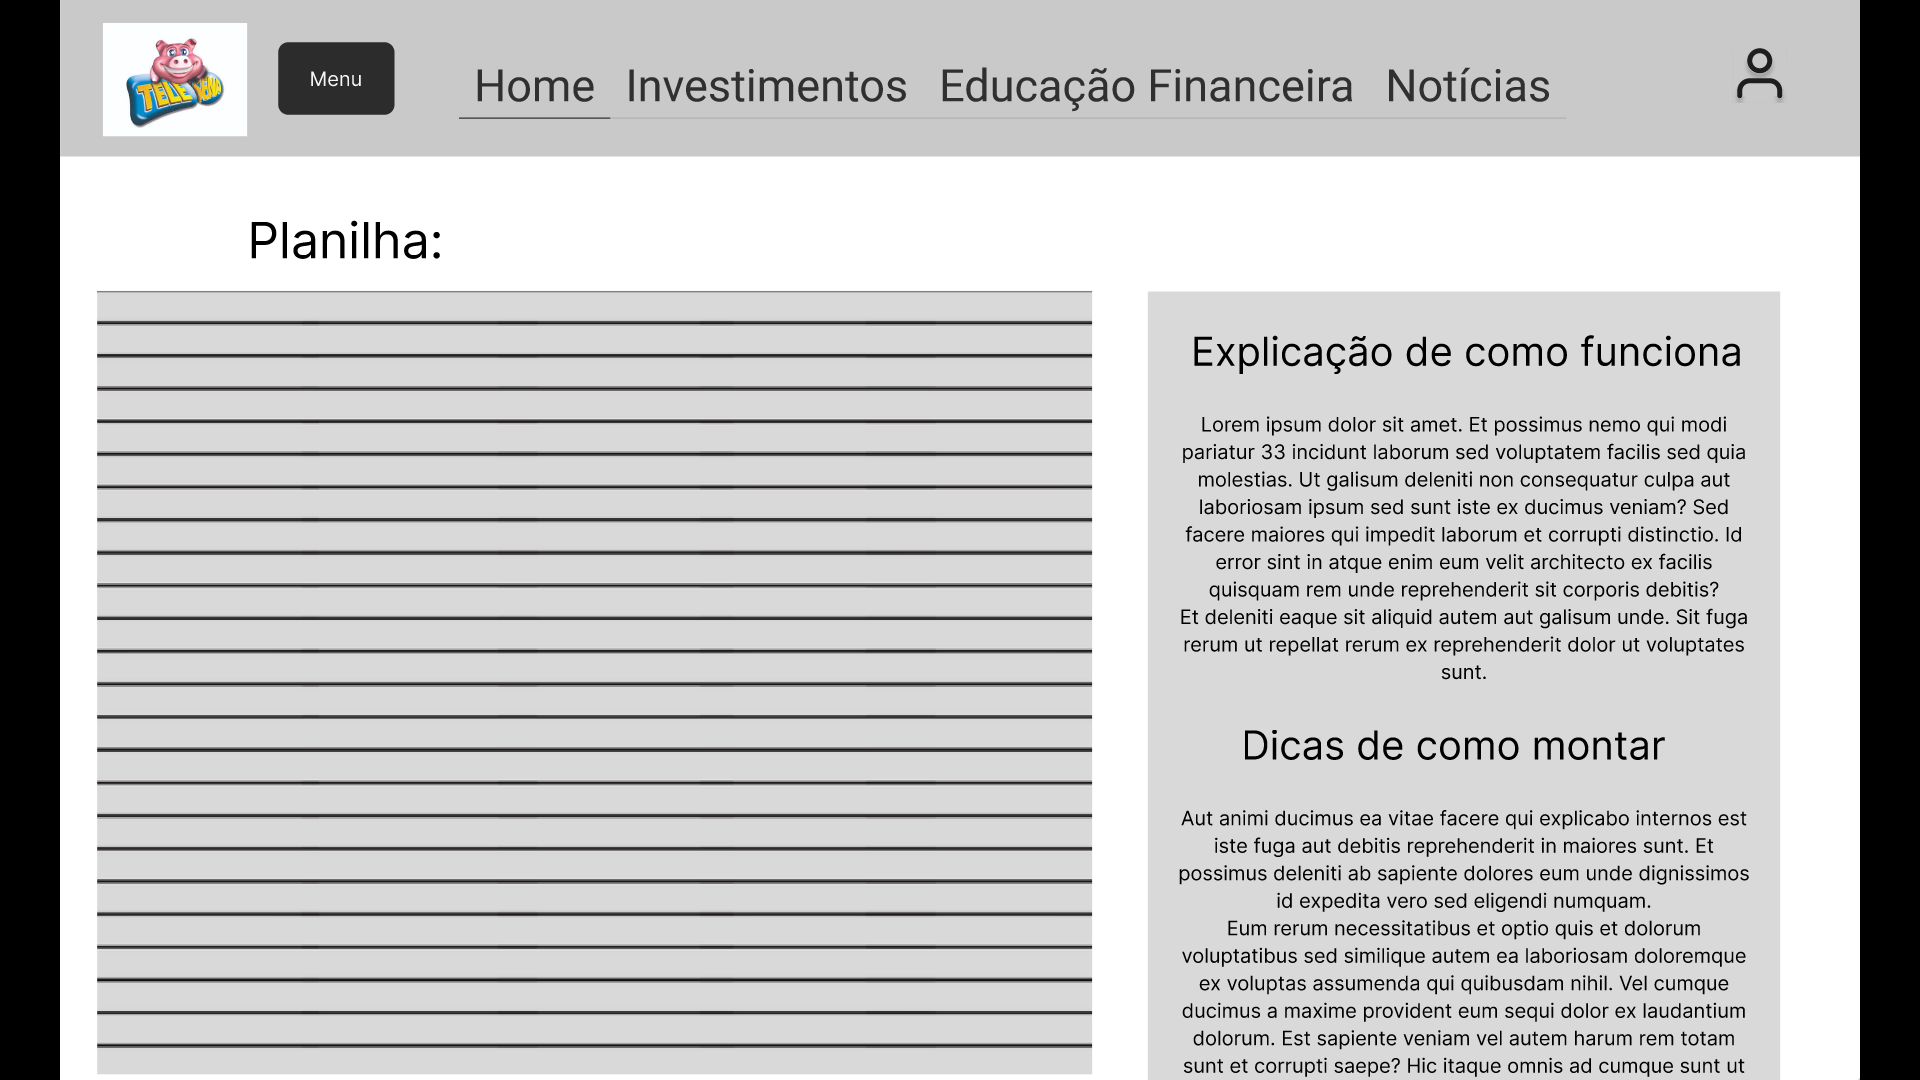 TELE SENA
Menu
Home Investimentos Educação Financeira Notícias
Planilha:
Explicação de como funciona
Lorem ipsum dolor sit amet. Et possimus nemo qui modi
pariatur 33 incidunt laborum sed voluptatem facilis sed quia
molestias. Ut galisum deleniti non consequatur culpa aut
laboriosam ipsum sed sunt iste ex ducimus veniam? Sed
facere maiores qui impedit laborum et corrupti distinctio. Id
error sint in atque enim eum velit architecto ex facilis
quisquam rem unde reprehenderit sit corporis debitis?
Et deleniti eaque sit aliquid autem aut galisum unde. Sit fuga
rerum ut repellat rerum ex reprehenderit dolor ut voluptates
sunt.
Dicas de como montar
Aut animi ducimus ea vitae facere qui explicabo internos est
iste fuga aut debitis reprehenderit in maiores sunt. Et
possimus deleniti ab sapiente dolores eum unde dignissimos
id expedita vero sed eligendi numquam.
Eum rerum necessitatibus et optio quis et dolorum
voluptatibus sed similique autem ea laboriosam doloremque
ex voluptas assumenda qui quibusdam nihil. Vel cumque
ducimus a maxime provident eum sequi dolor ex laudantium
dolorum. Est sapiente veniam vel autem harum rem totam
sunt et corrupti saepe? Hic itaque omnis ad cumque sunt ut